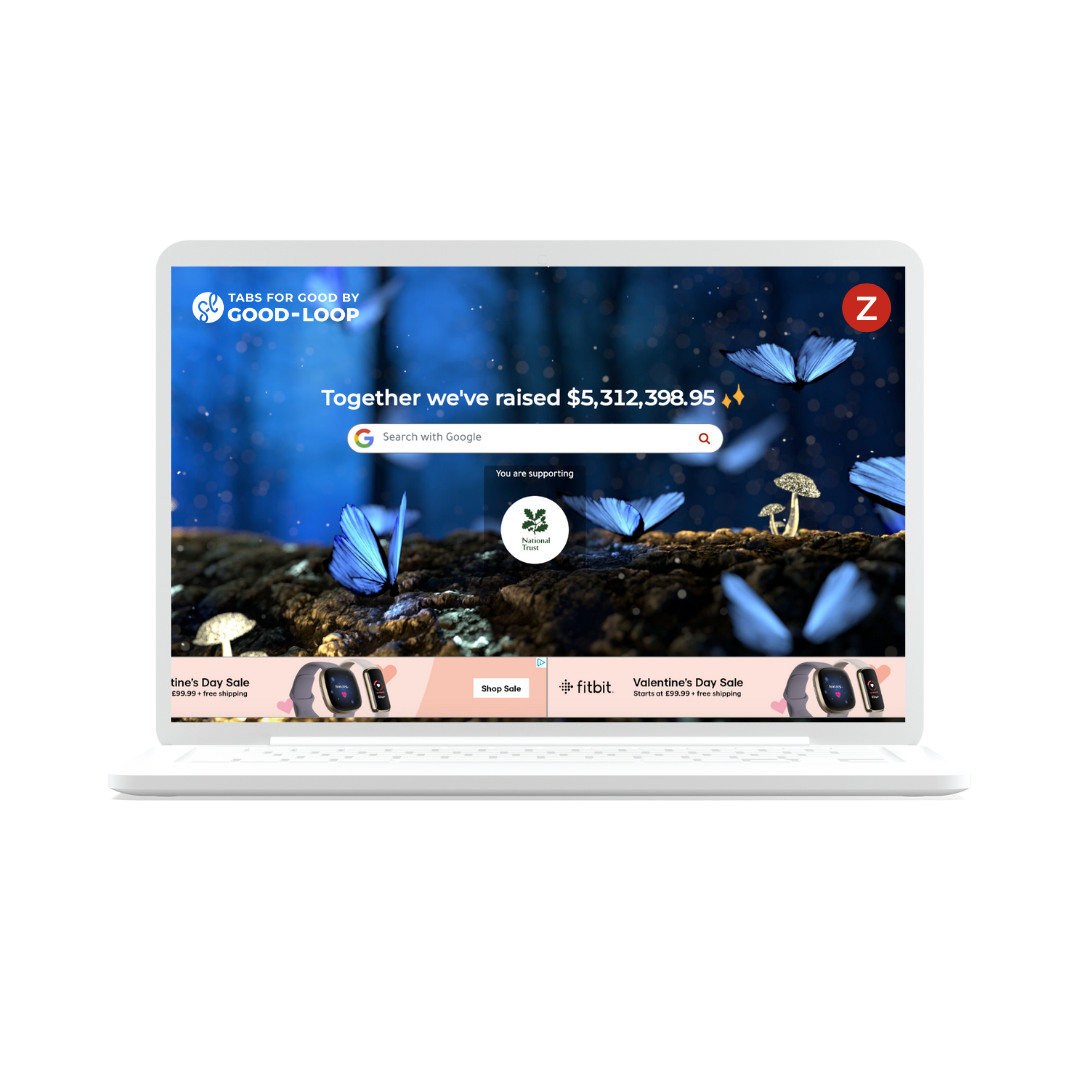 TABS FOR GOOD BY
GOOD-LOOP
Z
Together we've raised $5,312,398.95
Search with Google
You are supporting
National
Trust
tine's Day Sale
£99.99 + free shipping
Shop Sale
fitbit.
Valentine's Day Sale
Starts at £99.99 + free shipping